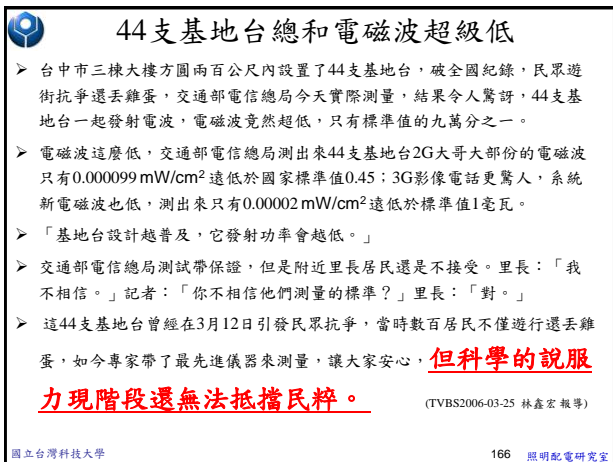 44支基地台總和電磁波超級低
➢ 台中市三棟大樓方圓兩百公尺內設置了44支基地台，破全國紀錄，民眾遊
街抗爭還丟雞蛋，交通部電信總局今天實際測量，結果令人驚訝，44支基
地台一起發射電波，電磁波竟然超低，只有標準值的九萬分之一。
➢ 電磁波這麼低，交通部電信總局測出來44支基地台2G大哥大部份的電磁波
只有0.000099 mW/cm² 遠低於國家標準值0.45；3G影像電話更驚人，系統
新電磁波也低，測出來只有0.00002 mW/cm²遠低於標準值1毫瓦。
➢ 「基地台設計越普及，它發射功率會越低。」
➢ 交通部電信總局測試帶保證，但是附近里長居民還是不接受。里長：「我
不相信。」記者：「你不相信他們測量的標準？」里長：「對。」
➢ 這44支基地台曾經在3月12日引發民眾抗爭，當時數百居民不僅遊行還丟雞
蛋，如今專家帶了最先進儀器來測量，讓大家安心，但科學的說服
力現階段還無法抵擋民粹。 (TVBS2006-03-25 林鑫宏 報導)
國立台灣科技大學 166 照明配電研究室